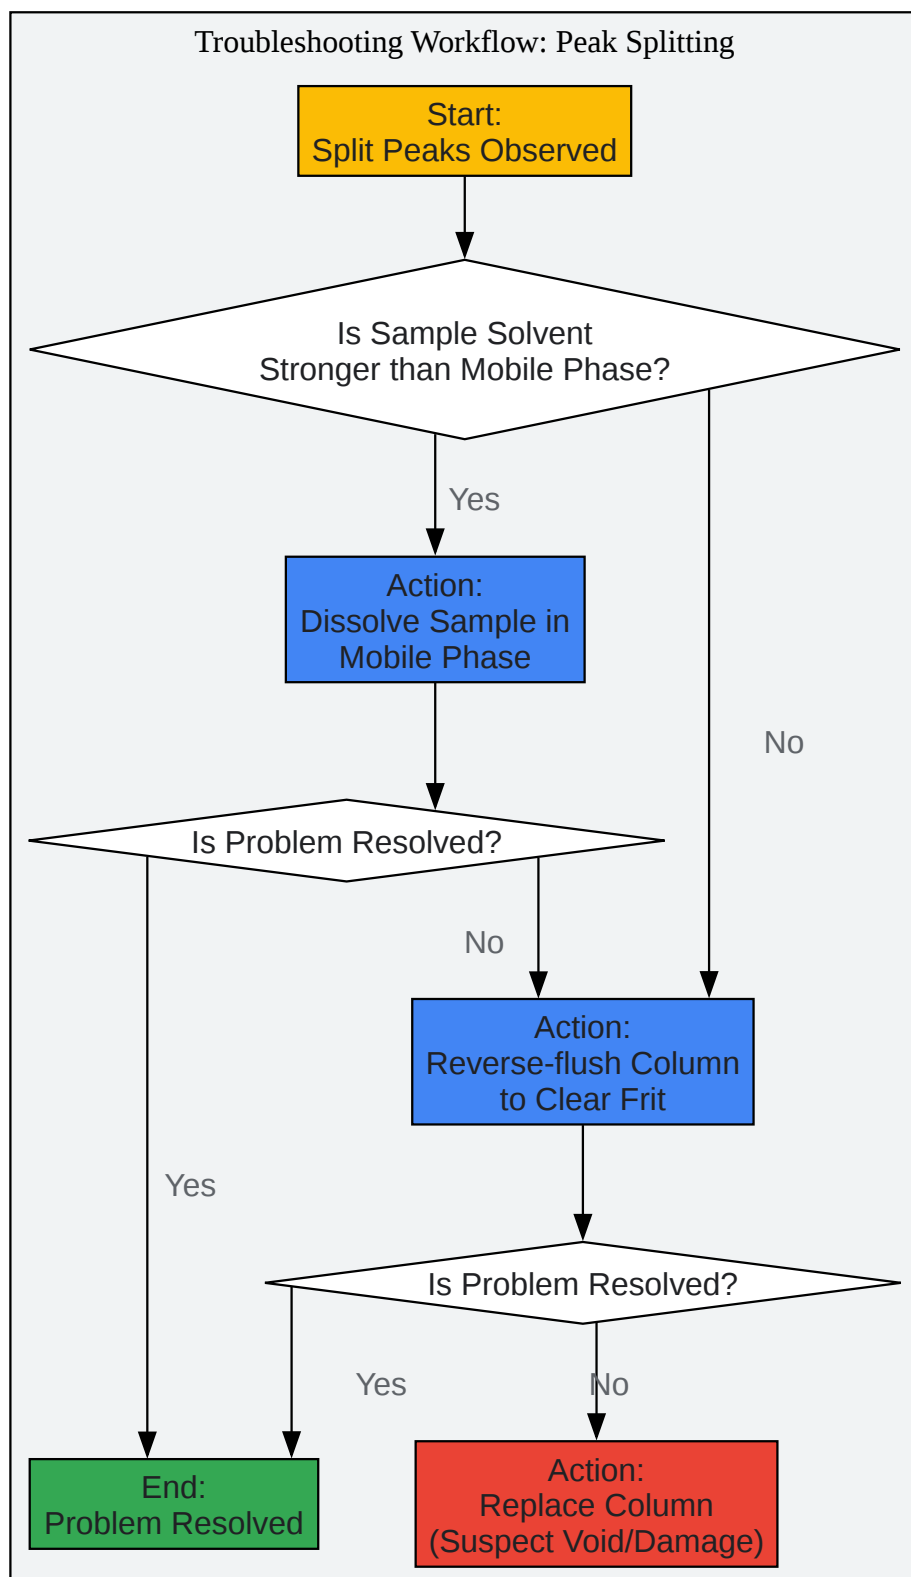 Troubleshooting Workflow: Peak Splitting
Start:
Split Peaks Observed
Is Sample Solvent
Stronger than Mobile Phase?
Yes
Action:
Dissolve Sample in
Mobile Phase
No
Is Problem Resolved?
No
Action:
Reverse-flush Column
to Clear Frit
Yes
Is Problem Resolved?
Yes
No
End:
Problem Resolved
Action:
Replace Column
(Suspect Void/Damage)